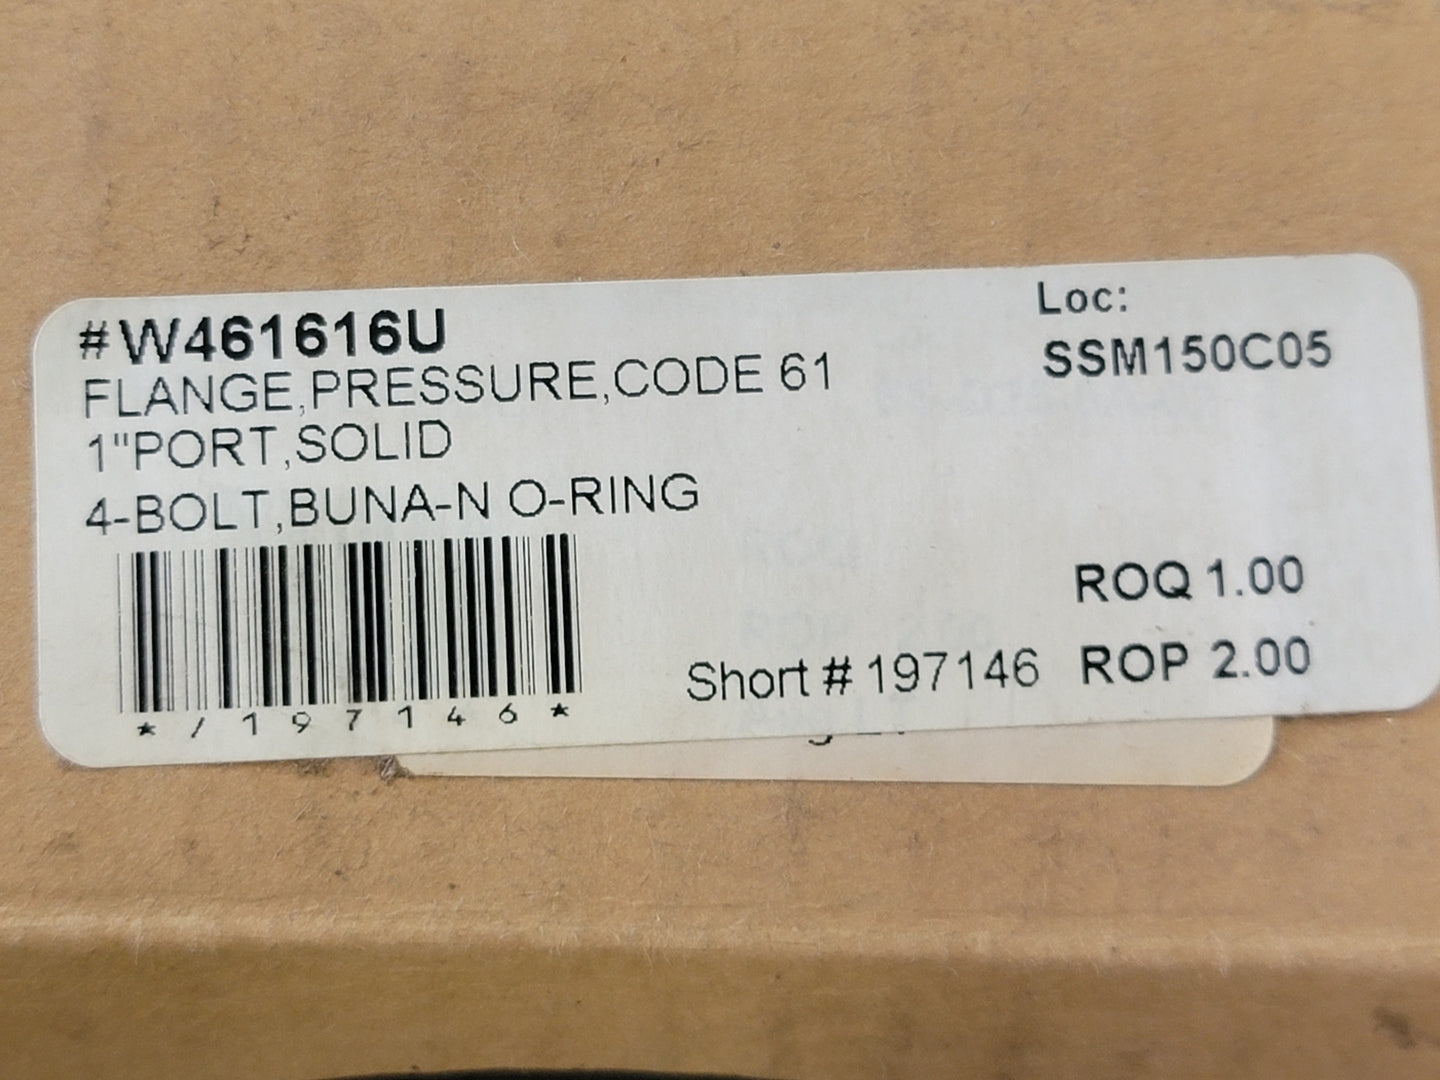 #W461616U
FLANGE,PRESSURE,CODE 61
1"PORT,SOLID
4-BOLT,BUNA-N O-RING
*/197146*
Loc:
SSM150C05
ROQ 1.00
Short # 197146 ROP 2.00